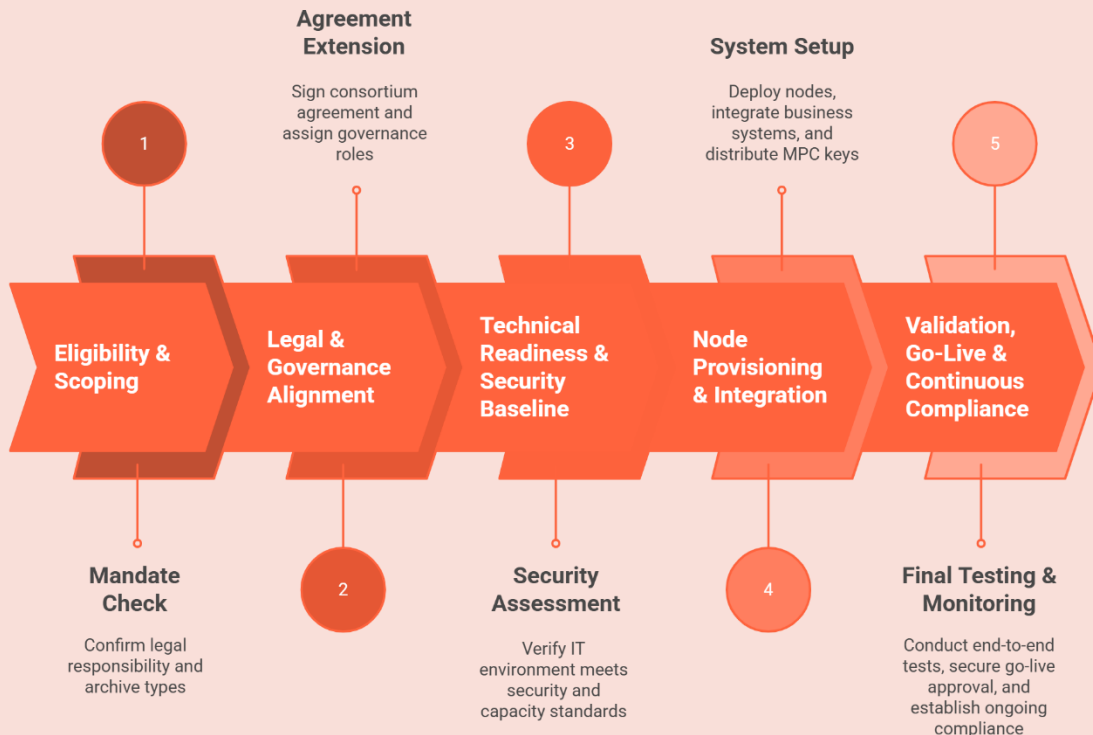 Agreement
Extension
Sign consortium
agreement and
assign governance
roles
System Setup
Deploy nodes,
integrate business
systems, and
distribute MPC keys
1
3
5
Eligibility &
Scoping
Legal &
Governance
Alignment
Technical
Readiness &
Security
Baseline
Node
Provisioning
& Integration
Validation,
Go-Live &
Continuous
Compliance
Mandate
Check
Confirm legal
responsibility and
archive types
2
Security
Assessment
Verify IT
environment meets
security and
capacity standards
4
Final Testing &
Monitoring
Conduct end-to-end
tests, secure go-live
approval, and
establish ongoing
compliance